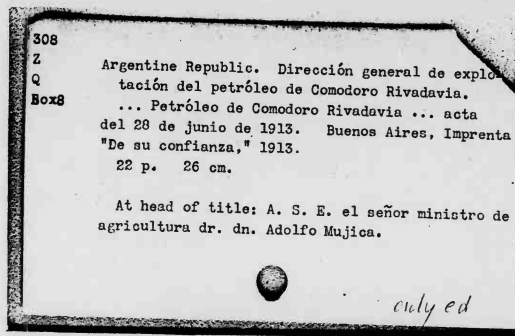 308
Z
Q
Box8
Argentine Republic. Dirección general de explo
tación del petróleo de Comodoro Rivadavia.
... Petróleo de Comodoro Rivadavia ... acta
del 28 de junio de 1913. Buenos Aires, Imprenta
"De su confianza," 1913.
22 p. 26 cm.
At head of title: A. S. E. el señor ministro de
agricultura dr. dn. Adolfo Mujica.
only ed